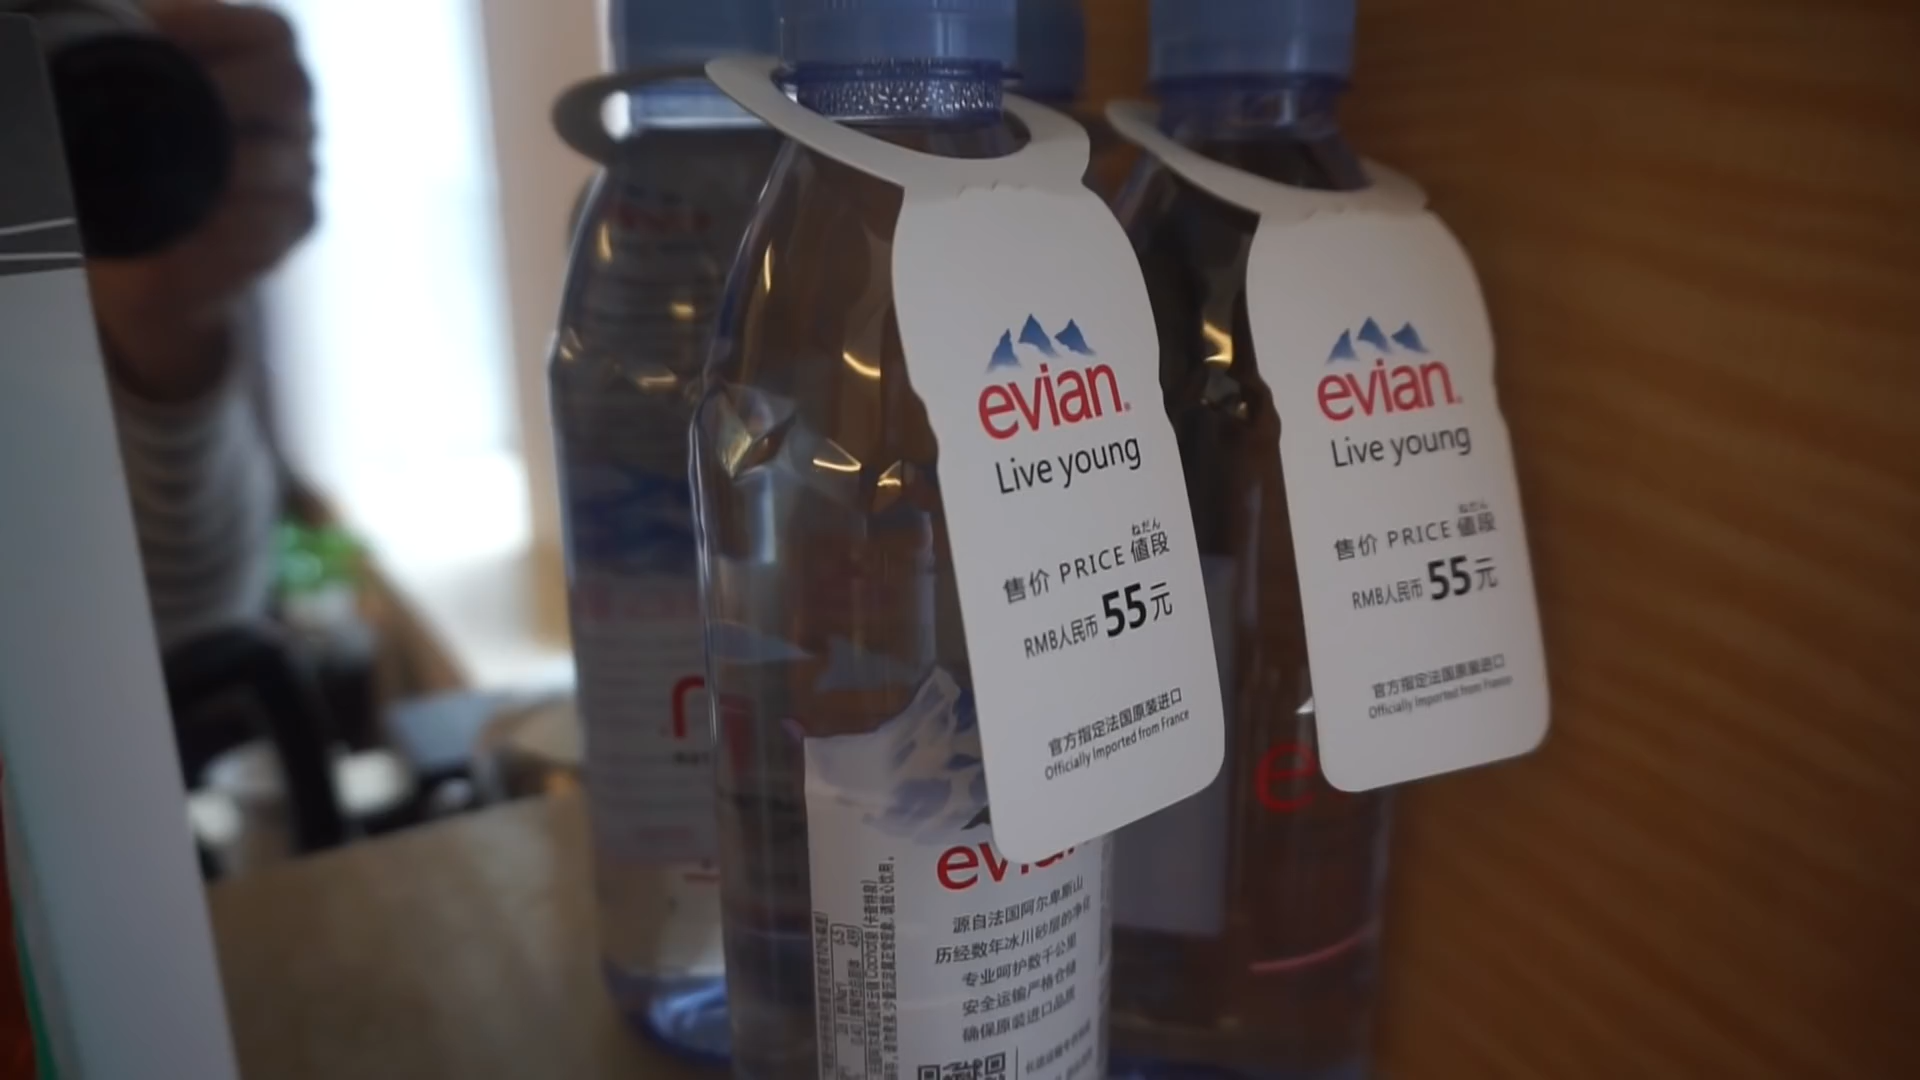 evian.
Live young
ねだん
售价 PRICE 値段
RMB人民币 55元
官方指定法国原装进口
Officially Imported from France
evian.
Live young
ねだん
售价 PRICE 値段
RMB人民币 55元
官方指定法国原装进口
Officially Imported from France
evian
源自法国阿尔卑斯山
历经数年冰川砂层的净化
专业呵护数千公里
安全运输严格仓储
确保原装进口品质
e